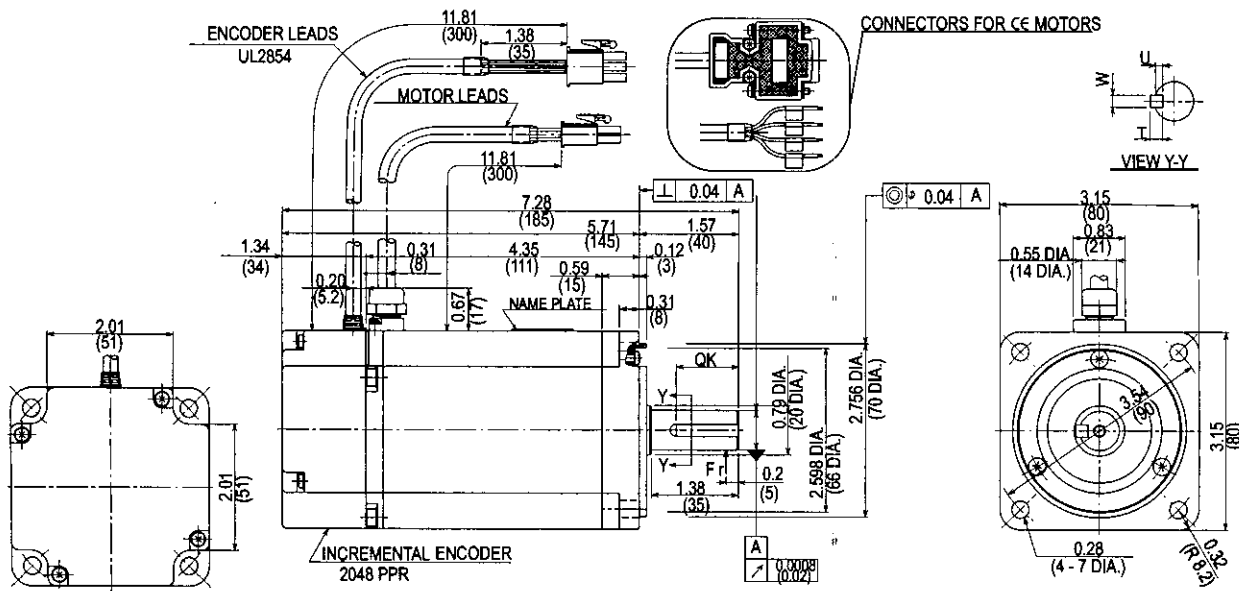 ENCODER LEADS
UL2854
11.81
(300)
1.38
(35)
MOTOR LEADS
11.81
(300)
CONNECTORS FOR CE MOTORS
U
W
T
VIEW Y-Y
⊥ 0.04 A
◎ 0.04 A
7.28
(185)
5.71
(145)
1.57
(40)
1.34
(34)
0.31
(8)
4.35
(111)
0.12
(3)
0.20
(5.2)
0.67
(17)
0.59
(15)
NAME PLATE
0.31
(8)
QK
Y
Y
Fr
0.79 DIA.
(20 DIA.)
2.598 DIA.
(66 DIA.)
2.756 DIA.
(70 DIA.)
0.2
(5)
1.38
(35)
A
↗ 0.0008
(0.02)
INCREMENTAL ENCODER
2048 PPR
2.01
(51)
2.01
(51)
3.15
(80)
0.83
(21)
0.55 DIA.
(14 DIA.)
3.54
(90)
3.15
(80)
0.28
(4 - 7 DIA.)
0.32
(R 8.2)